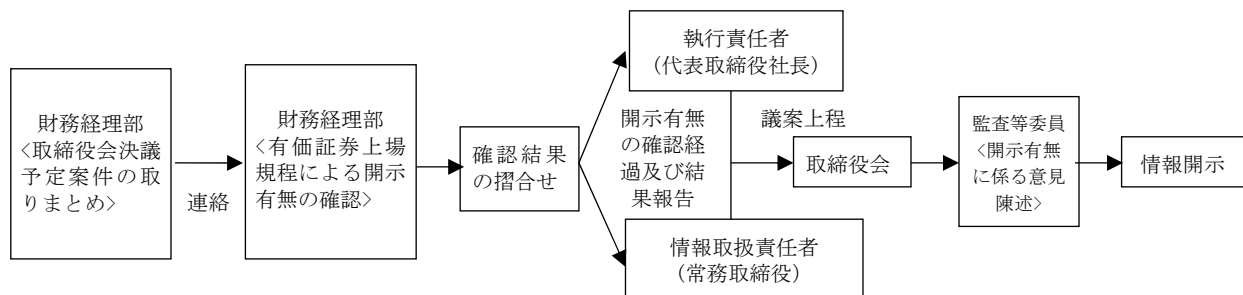 財務経理部
<取締役会決議
予定案件の取
りまとめ>
連絡
財務経理部
<有価証券上場
規程による開示
有無の確認>
確認結果
の摺合せ
執行責任者
（代表取締役社長）
開示有無
の確認経
過及び結
果報告
情報取扱責任者
（常務取締役）
議案上程
取締役会
監査等委員
<開示有無
に係る意見
陳述>
情報開示